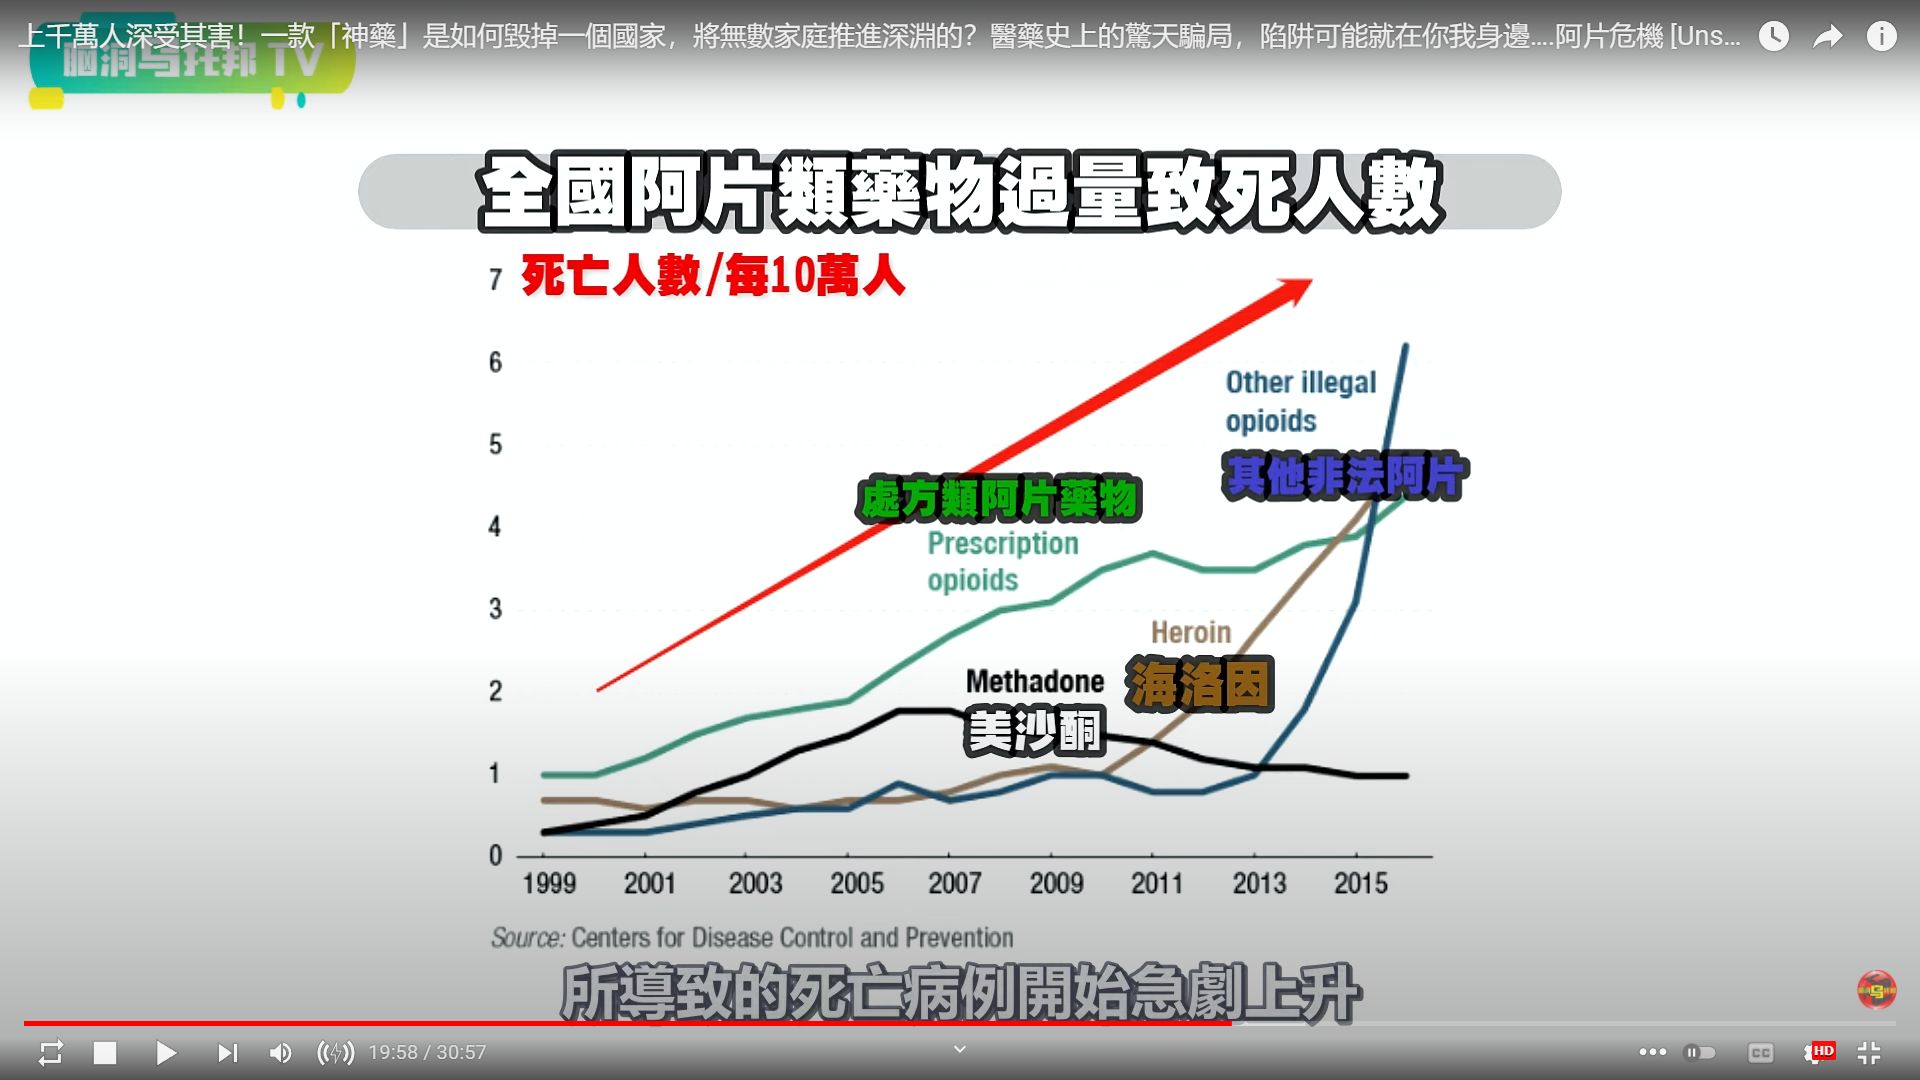 上千萬人深受其害！一款「神藥」是如何毀掉一個國家，將無數家庭推進深淵的？醫藥史上的驚天騙局，陷阱可能就在你我身邊....阿片危機 [Uns...
脑洞乌托邦 TV
全國阿片類藥物過量致死人數
7 死亡人數/每10萬人
6
Other illegal
opioids
5
其他非法阿片
處方類阿片藥物
4
Prescription
opioids
3
Heroin
海洛因
2
Methadone
美沙酮
1
0
1999 2001 2003 2005 2007 2009 2011 2013 2015
Source: Centers for Disease Control and Prevention
所導致的死亡病例開始急劇上升
19:58 / 30:57
CC
HD